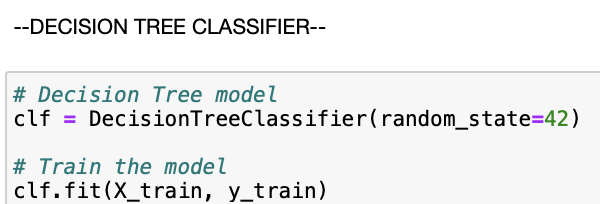 --DECISION TREE CLASSIFIER--
# Decision Tree model
clf = DecisionTreeClassifier(random_state=42)
# Train the model
clf.fit(X_train, y_train)